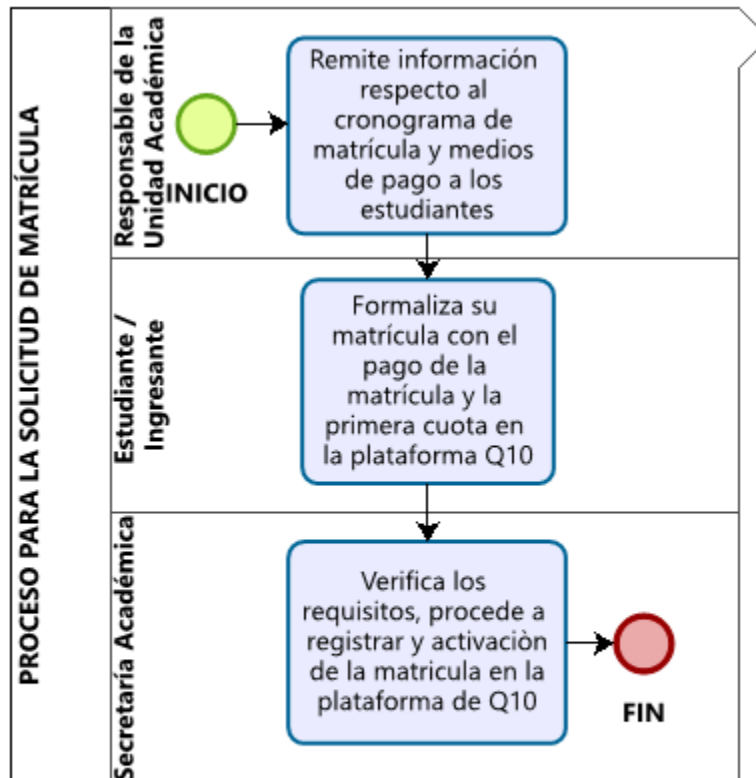 PROCESO PARA LA SOLICITUD DE MATRÍCULA
Responsable de la
Unidad Académica
INICIO
Remite información
respecto al
cronograma de
matrícula y medios
de pago a los
estudiantes
Estudiante /
Ingresante
Formaliza su
matrícula con el
pago de la
matrícula y la
primera cuota en
la plataforma Q10
Secretaría Académica
Verifica los
requisitos, procede a
registrar y activaciòn
de la matricula en la
plataforma de Q10
FIN